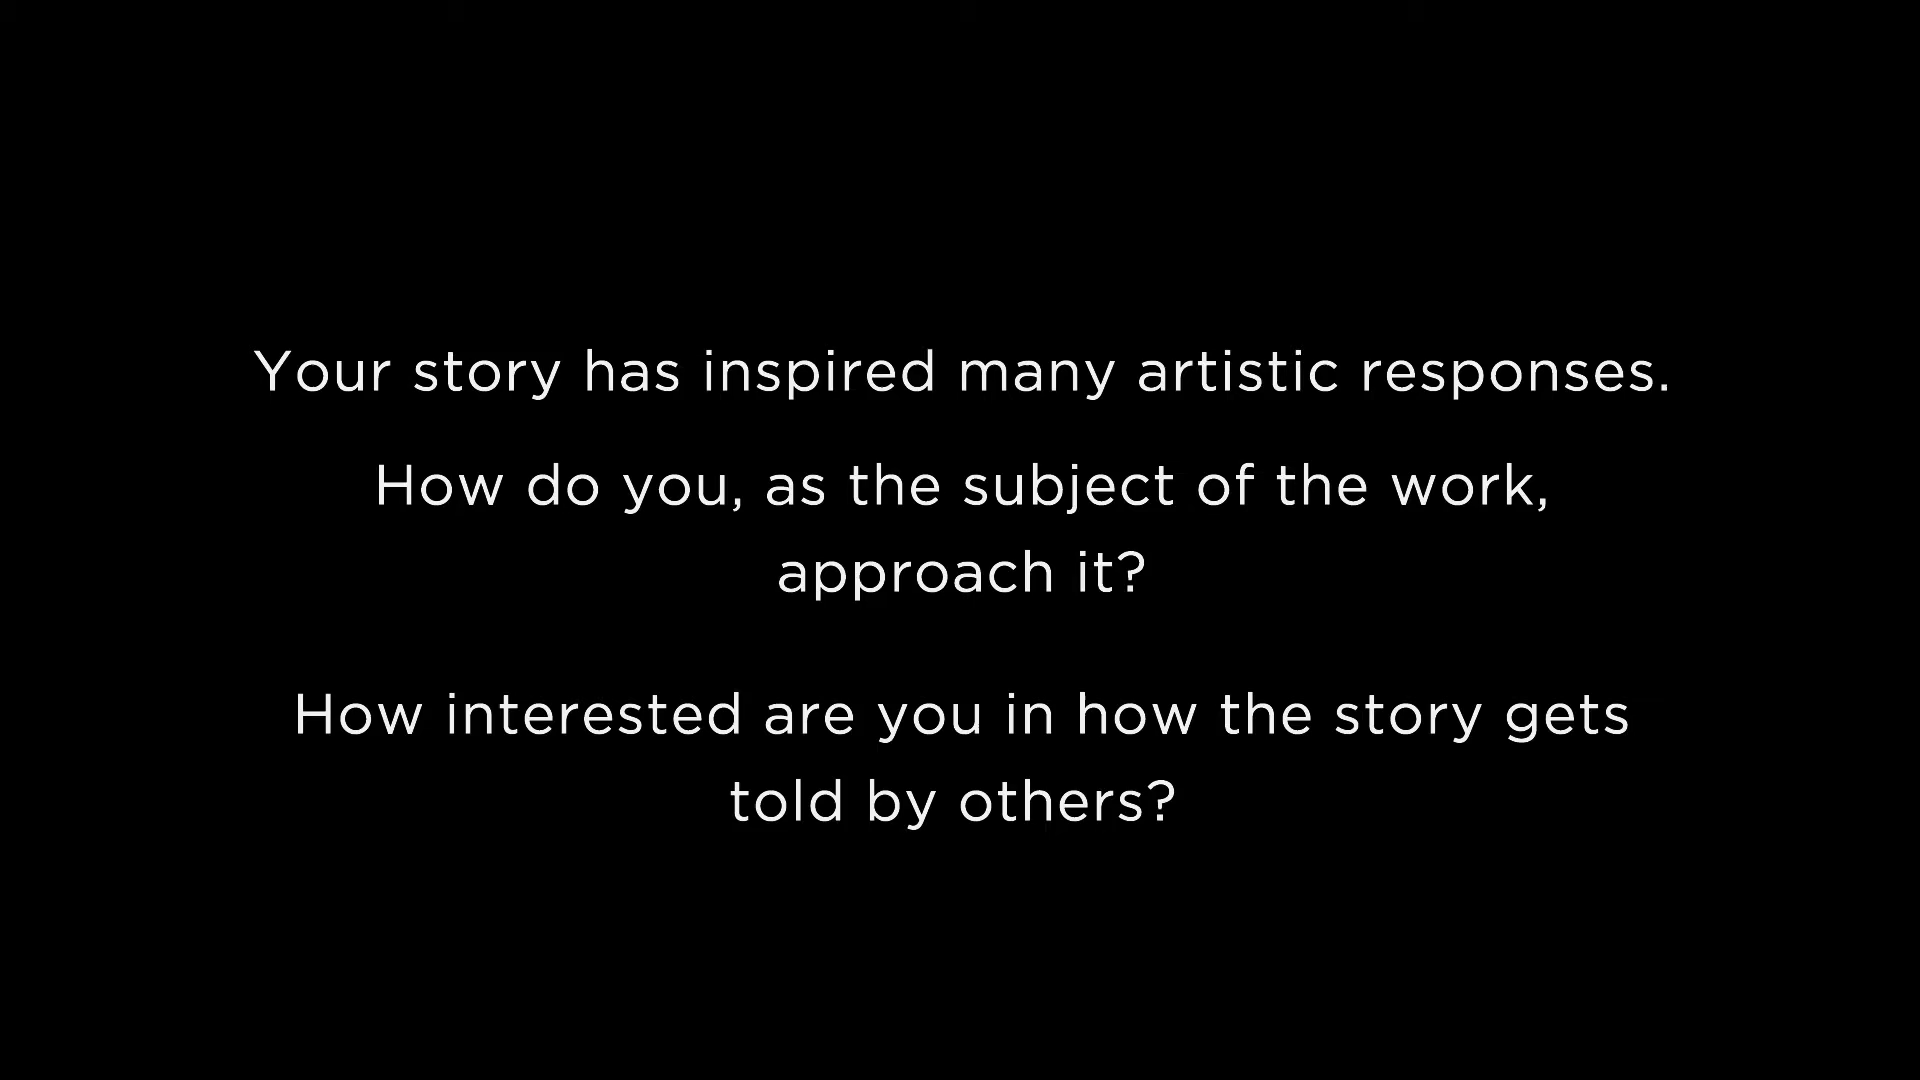 Your story has inspired many artistic responses.
How do you, as the subject of the work,
approach it?
How interested are you in how the story gets
told by others?